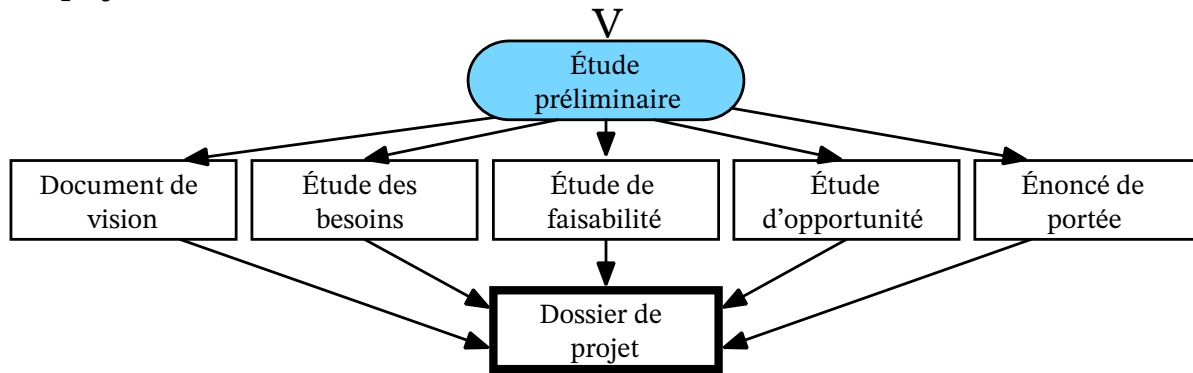 V
Étude
préliminaire
Document de
vision
Étude des
besoins
Étude de
faisabilité
Étude
d'opportunité
Énoncé de
portée
Dossier de
projet